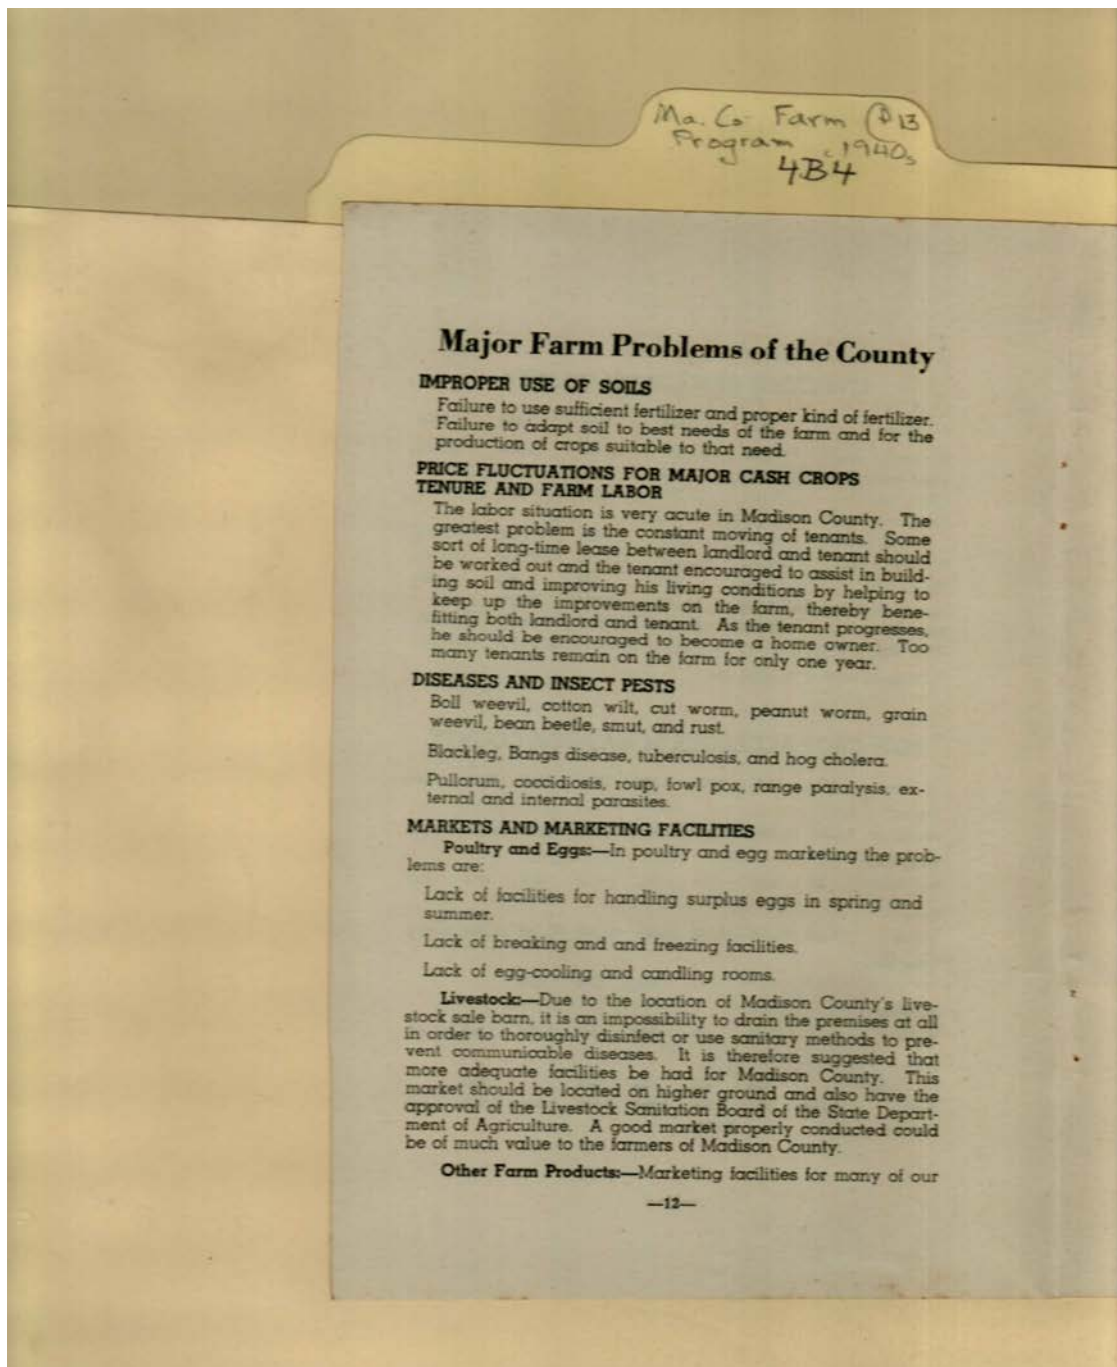 Ma. Co Farm P 13
Program c1940s
4B4
Major Farm Problems of the County
IMPROPER USE OF SOILS
Failure to use sufficient fertilizer and proper kind of fertilizer.
Failure to adapt soil to best needs of the farm and for the
production of crops suitable to that need.
PRICE FLUCTUATIONS FOR MAJOR CASH CROPS
TENURE AND FARM LABOR
The labor situation is very acute in Madison County. The
greatest problem is the constant moving of tenants. Some
sort of long-time lease between landlord and tenant should
be worked out and the tenant encouraged to assist in build-
ing soil and improving his living conditions by helping to
keep up the improvements on the farm, thereby bene-
fitting both landlord and tenant. As the tenant progresses,
he should be encouraged to become a home owner. Too
many tenants remain on the farm for only one year.
DISEASES AND INSECT PESTS
Boll weevil, cotton wilt, cut worm, peanut worm, grain
weevil, bean beetle, smut, and rust.
Blackleg, Bangs disease, tuberculosis, and hog cholera.
Pullorum, coccidiosis, roup, fowl pox, range paralysis, ex-
ternal and internal parasites.
MARKETS AND MARKETING FACILITIES
Poultry and Eggs:—In poultry and egg marketing the prob-
lems are:
Lack of facilities for handling surplus eggs in spring and
summer.
Lack of breaking and and freezing facilities.
Lack of egg-cooling and candling rooms.
Livestock:—Due to the location of Madison County's live-
stock sale barn, it is an impossibility to drain the premises at all
in order to thoroughly disinfect or use sanitary methods to pre-
vent communicable diseases. It is therefore suggested that
more adequate facilities be had for Madison County. This
market should be located on higher ground and also have the
approval of the Livestock Sanitation Board of the State Depart-
ment of Agriculture. A good market properly conducted could
be of much value to the farmers of Madison County.
Other Farm Products:—Marketing facilities for many of our
—12—